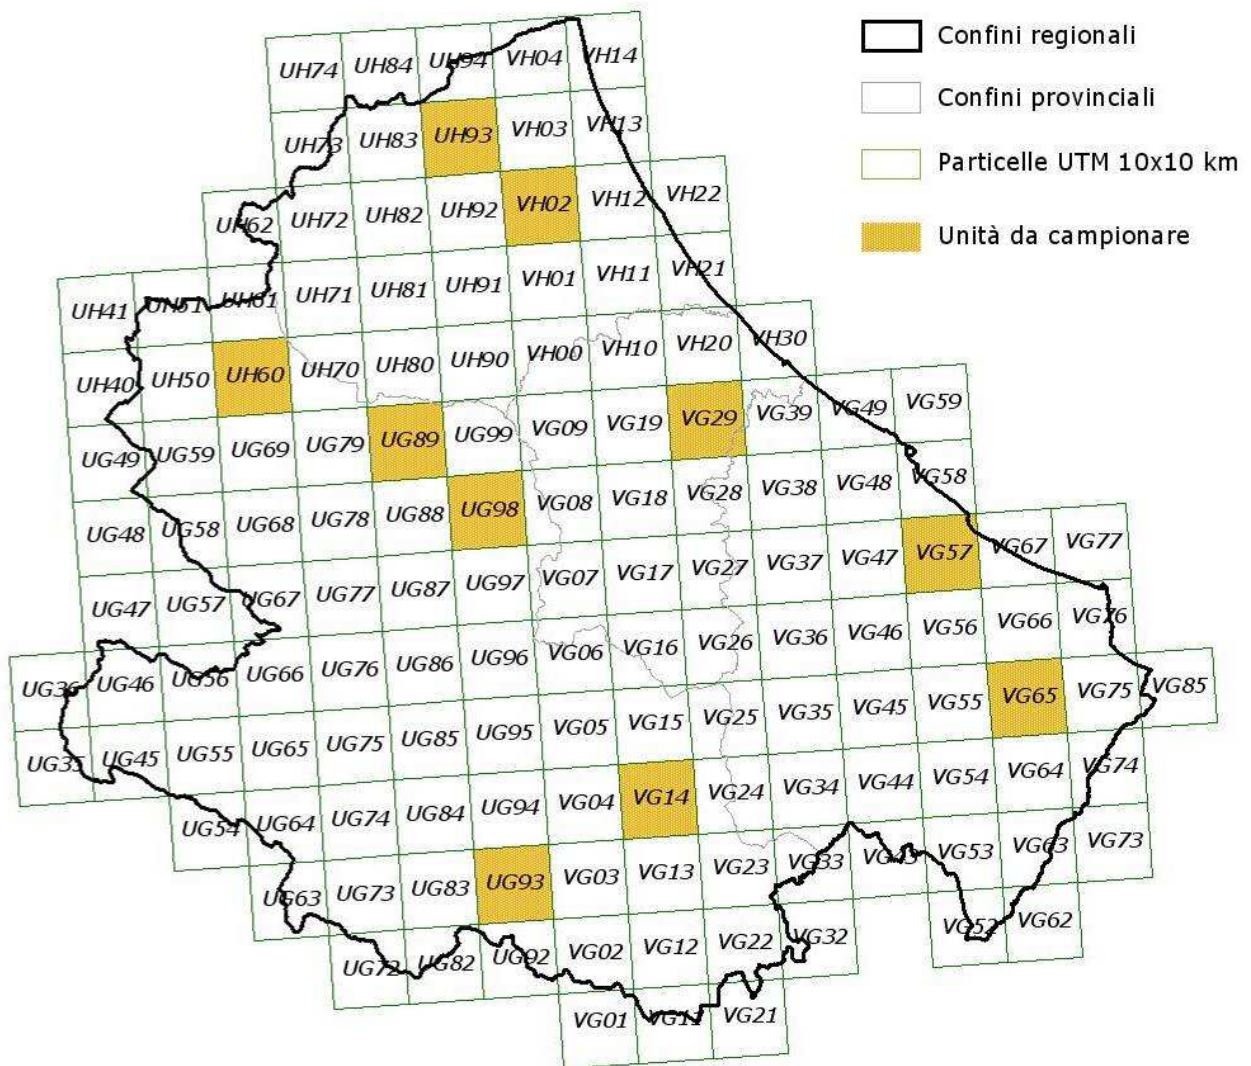 Confini regionali
Confini provinciali
Particelle UTM 10x10 km
Unità da campionare
UH74 UH84 UH94 VH04 VH14
UH73 UH83 UH93 VH03 VH13
UH62 UH72 UH82 UH92 VH02 VH12 VH22
UH41 UH51 UH61 UH71 UH81 UH91 VH01 VH11 VH21
UH40 UH50 UH60 UH70 UH80 UH90 VH00 VH10 VH20 VH30
UG49 UG59 UG69 UG79 UG89 UG99 VG09 VG19 VG29 VG39 VG49 VG59
UG48 UG58 UG68 UG78 UG88 UG98 VG08 VG18 VG28 VG38 VG48 VG58
UG47 UG57 UG67 UG77 UG87 UG97 VG07 VG17 VG27 VG37 VG47 VG57 VG67 VG77
UG36 UG46 UG56 UG66 UG76 UG86 UG96 VG06 VG16 VG26 VG36 VG46 VG56 VG66 VG76
UG35 UG45 UG55 UG65 UG75 UG85 UG95 VG05 VG15 VG25 VG35 VG45 VG55 VG65 VG75 VG85
UG54 UG64 UG74 UG84 UG94 VG04 VG14 VG24 VG34 VG44 VG54 VG64 VG74
UG63 UG73 UG83 UG93 VG03 VG13 VG23 VG33 VG43 VG53 VG63 VG73
UG72 UG82 UG92 VG02 VG12 VG22 VG32 VG52 VG62
VG01 VG11 VG21